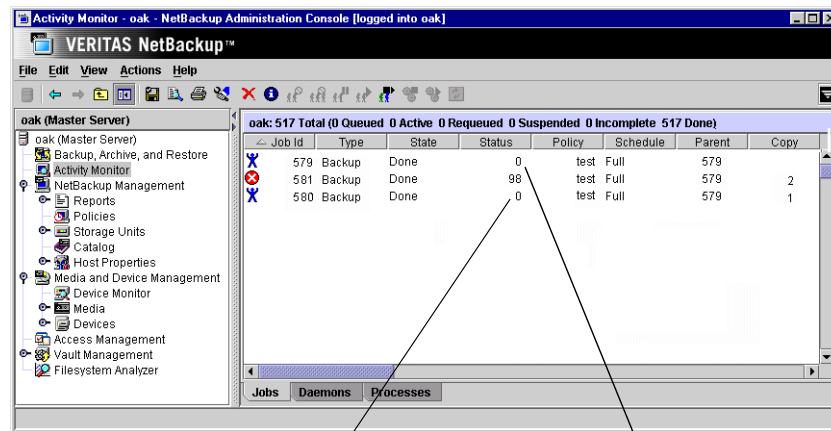 Activity Monitor - oak - NetBackup Administration Console [logged into oak]
VERITAS NetBackup™
File Edit View Actions Help
oak (Master Server)
oak: 517 Total (0 Queued 0 Active 0 Requeued 0 Suspended 0 Incomplete 517 Done)
oak (Master Server)
Backup, Archive, and Restore
Activity Monitor
NetBackup Management
Reports
Policies
Storage Units
Catalog
Host Properties
Media and Device Management
Device Monitor
Media
Devices
Access Management
Vault Management
Filesystem Analyzer
Job Id Type State Status Policy Schedule Parent Copy
579 Backup Done 0 test Full 579
581 Backup Done 98 test Full 579 2
580 Backup Done 0 test Full 579 1
Jobs Daemons Processes